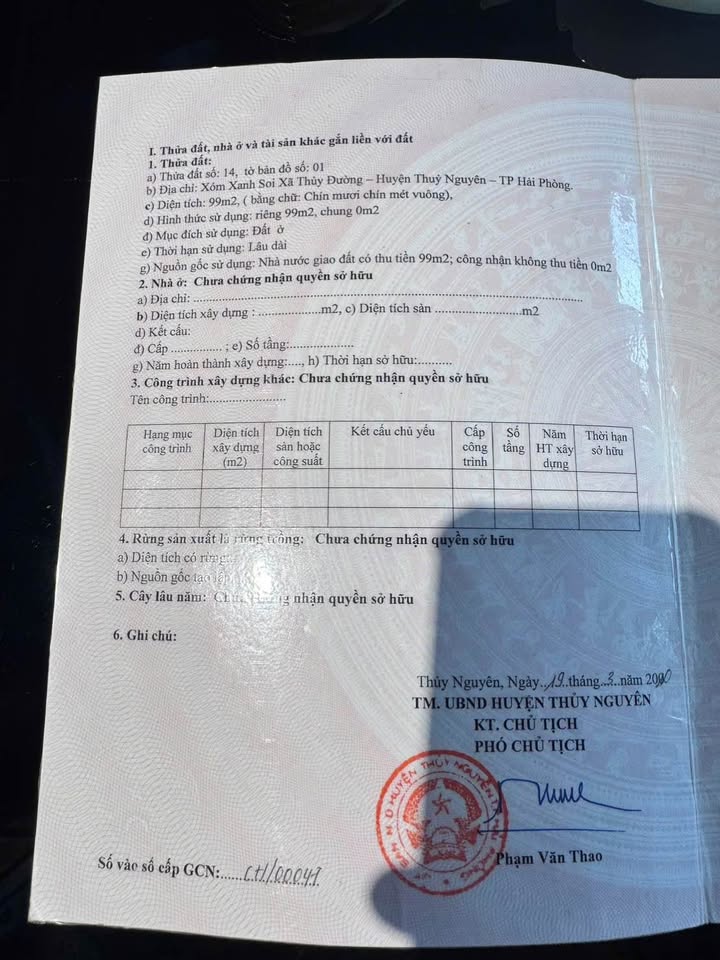 I. Thửa đất, nhà ở và tài sản khác gắn liền với đất
1. Thửa đất:
a) Thửa đất số: 14, tờ bản đồ số: 01
b) Địa chỉ: Xóm Xanh Soi Xã Thủy Đường – Huyện Thuỷ Nguyên – TP Hải Phòng.
c) Diện tích: 99m2, ( bằng chữ: Chín mươi chín mét vuông),
d) Hình thức sử dụng: riêng 99m2, chung 0m2
đ) Mục đích sử dụng: Đất ở
e) Thời hạn sử dụng: Lâu dài
g) Nguồn gốc sử dụng: Nhà nước giao đất có thu tiền 99m2; công nhận không thu tiền 0m2
2. Nhà ở: Chưa chứng nhận quyền sở hữu
a) Địa chỉ: ..........................................................................................
b) Diện tích xây dựng : ..................m2, c) Diện tích sàn .........................m2
d) Kết cấu:
đ) Cấp .............. ; e) Số tầng:..................
g) Năm hoàn thành xây dựng:...., h) Thời hạn sở hữu:..........
3. Công trình xây dựng khác: Chưa chứng nhận quyền sở hữu
Tên công trình:......................
Hạng mục công trình Diện tích xây dựng (m2) Diện tích sàn hoặc công suất Kết cấu chủ yếu Cấp công trình Số tầng Năm HT xây dựng Thời hạn sở hữu
4. Rừng sản xuất là rừng trồng: Chưa chứng nhận quyền sở hữu
a) Diện tích có rừng:
b) Nguồn gốc tạo lập
5. Cây lâu năm: nhận quyền sở hữu
6. Ghi chú:
Thủy Nguyên, Ngày..19..tháng..3..năm
TM. UBND HUYỆN THỦY NGUYÊN
KT. CHỦ TỊCH
PHÓ CHỦ TỊCH
HUYỆN THỦY NGUYÊN
Phạm Văn Thao
Số vào sổ cấp GCN:......CH/00049